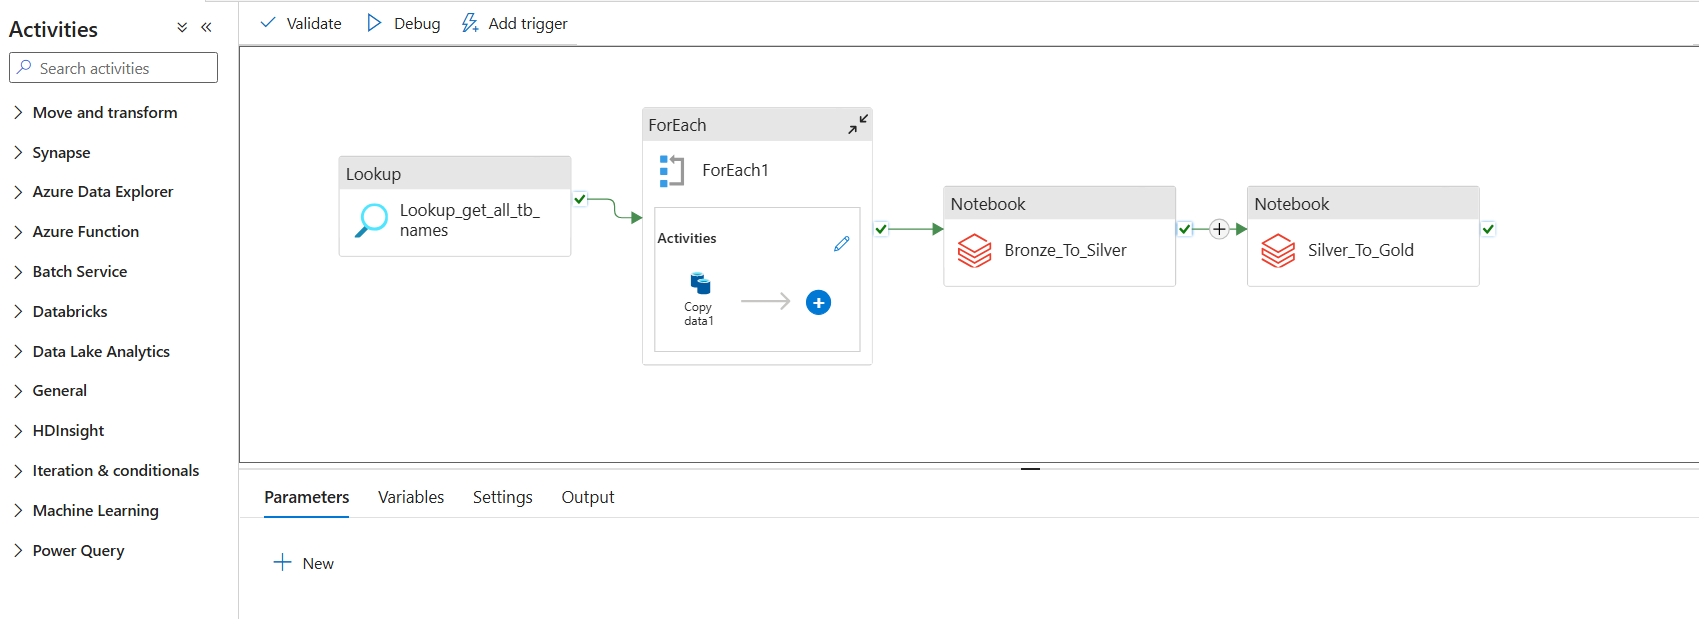 Activities
Search activities
Move and transform
Synapse
Azure Data Explorer
Azure Function
Batch Service
Databricks
Data Lake Analytics
General
HDInsight
Iteration & conditionals
Machine Learning
Power Query
Validate
Debug
Add trigger
Lookup
Lookup_get_all_tb_
names
ForEach
ForEach1
Activities
Copy
data1
Notebook
Bronze_To_Silver
Notebook
Silver_To_Gold
Parameters
Variables
Settings
Output
New